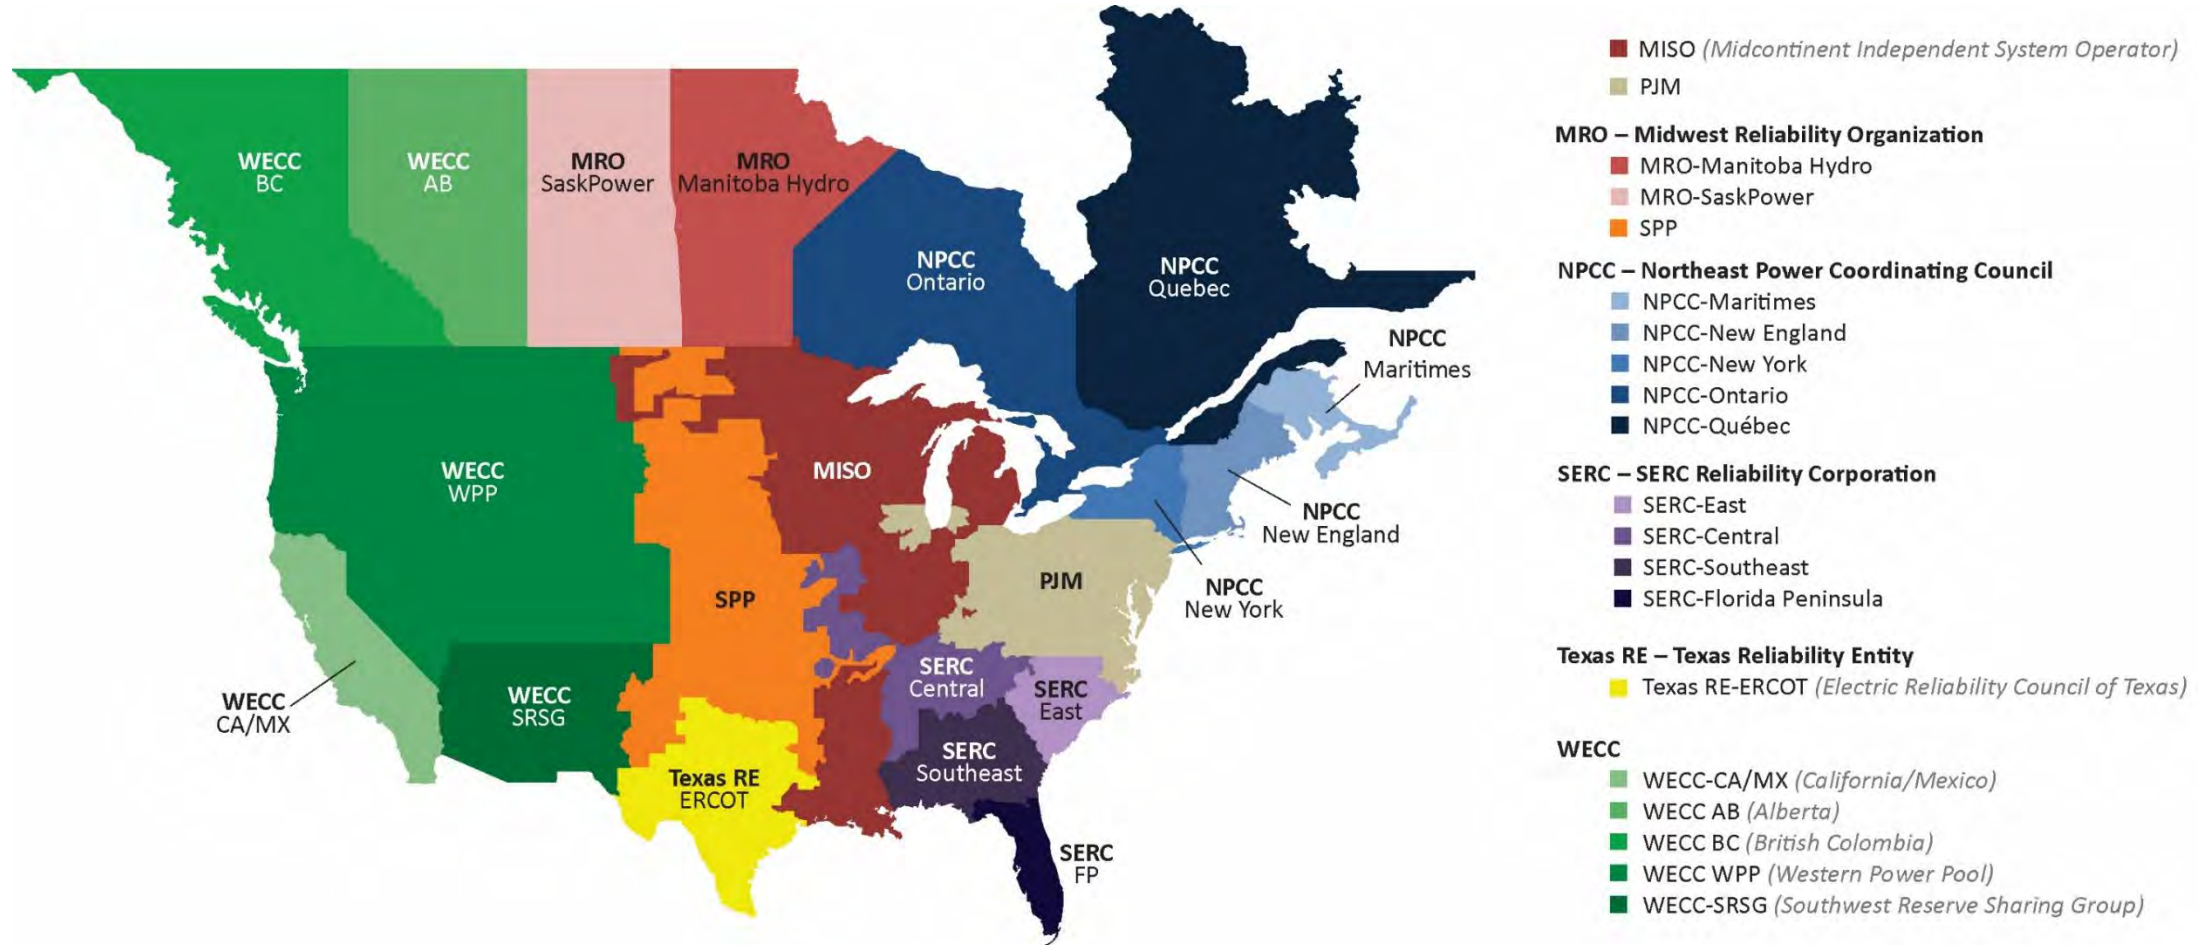 WECC
BC
WECC
AB
MRO
SaskPower
MRO
Manitoba Hydro
NPCC
Ontario
NPCC
Quebec
NPCC
Maritimes
WECC
WPP
MISO
NPCC
New England
SPP
PJM
NPCC
New York
WECC
CA/MX
WECC
SRSG
SERC
Central
SERC
East
SERC
Southeast
Texas RE
ERCOT
SERC
FP
MISO (Midcontinent Independent System Operator)
PJM
MRO – Midwest Reliability Organization
MRO-Manitoba Hydro
MRO-SaskPower
SPP
NPCC – Northeast Power Coordinating Council
NPCC-Maritimes
NPCC-New England
NPCC-New York
NPCC-Ontario
NPCC-Québec
SERC – SERC Reliability Corporation
SERC-East
SERC-Central
SERC-Southeast
SERC-Florida Peninsula
Texas RE – Texas Reliability Entity
Texas RE-ERCOT (Electric Reliability Council of Texas)
WECC
WECC-CA/MX (California/Mexico)
WECC AB (Alberta)
WECC BC (British Colombia)
WECC WPP (Western Power Pool)
WECC-SRSG (Southwest Reserve Sharing Group)